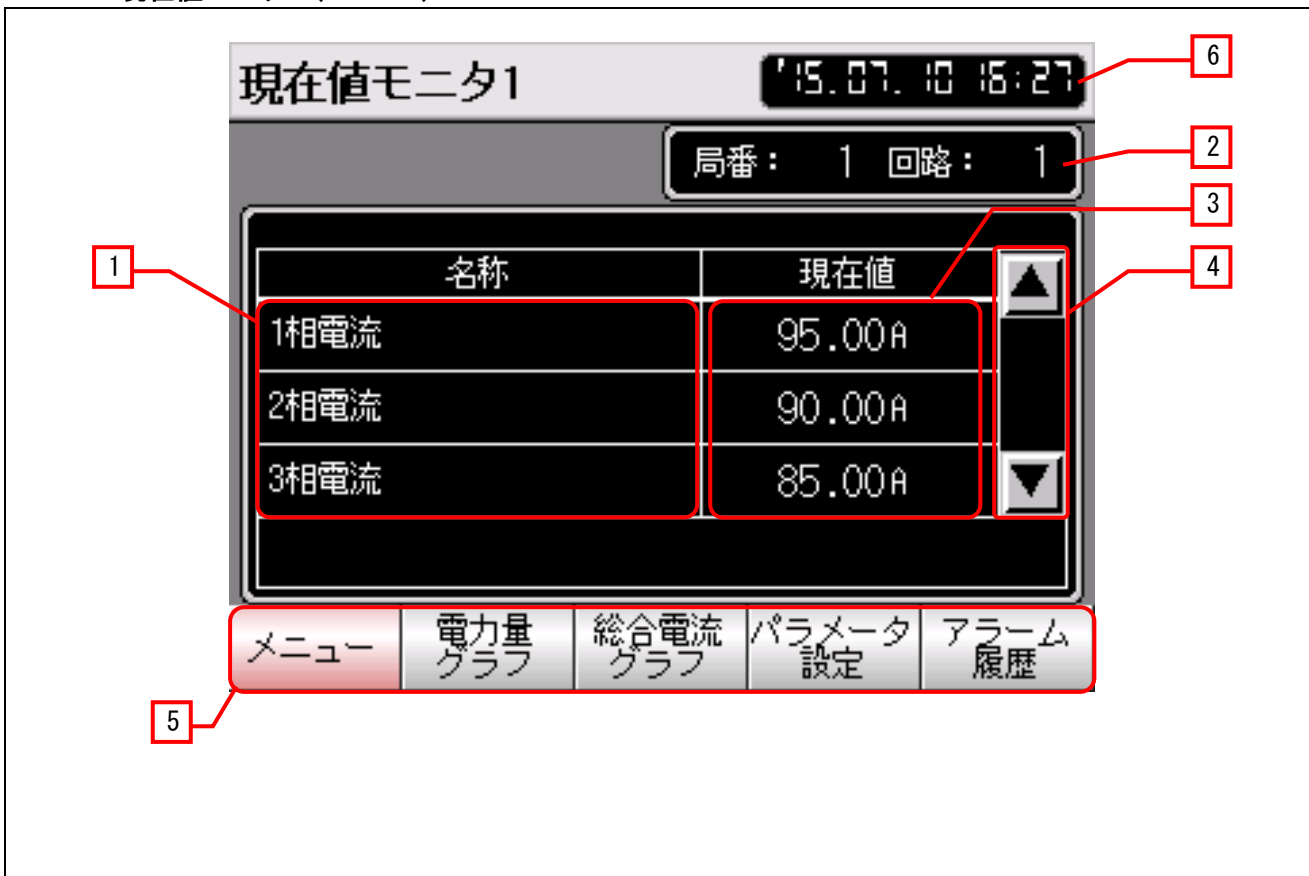 現在値モニタ1 '15.07.10 16:27
6
局番： 1 回路： 1
2
3
1
名称 現在値
4
1相電流 95.00A
2相電流 90.00A
3相電流 85.00A
メニュー 電力量グラフ 総合電流グラフ パラメータ設定 アラーム履歴
5